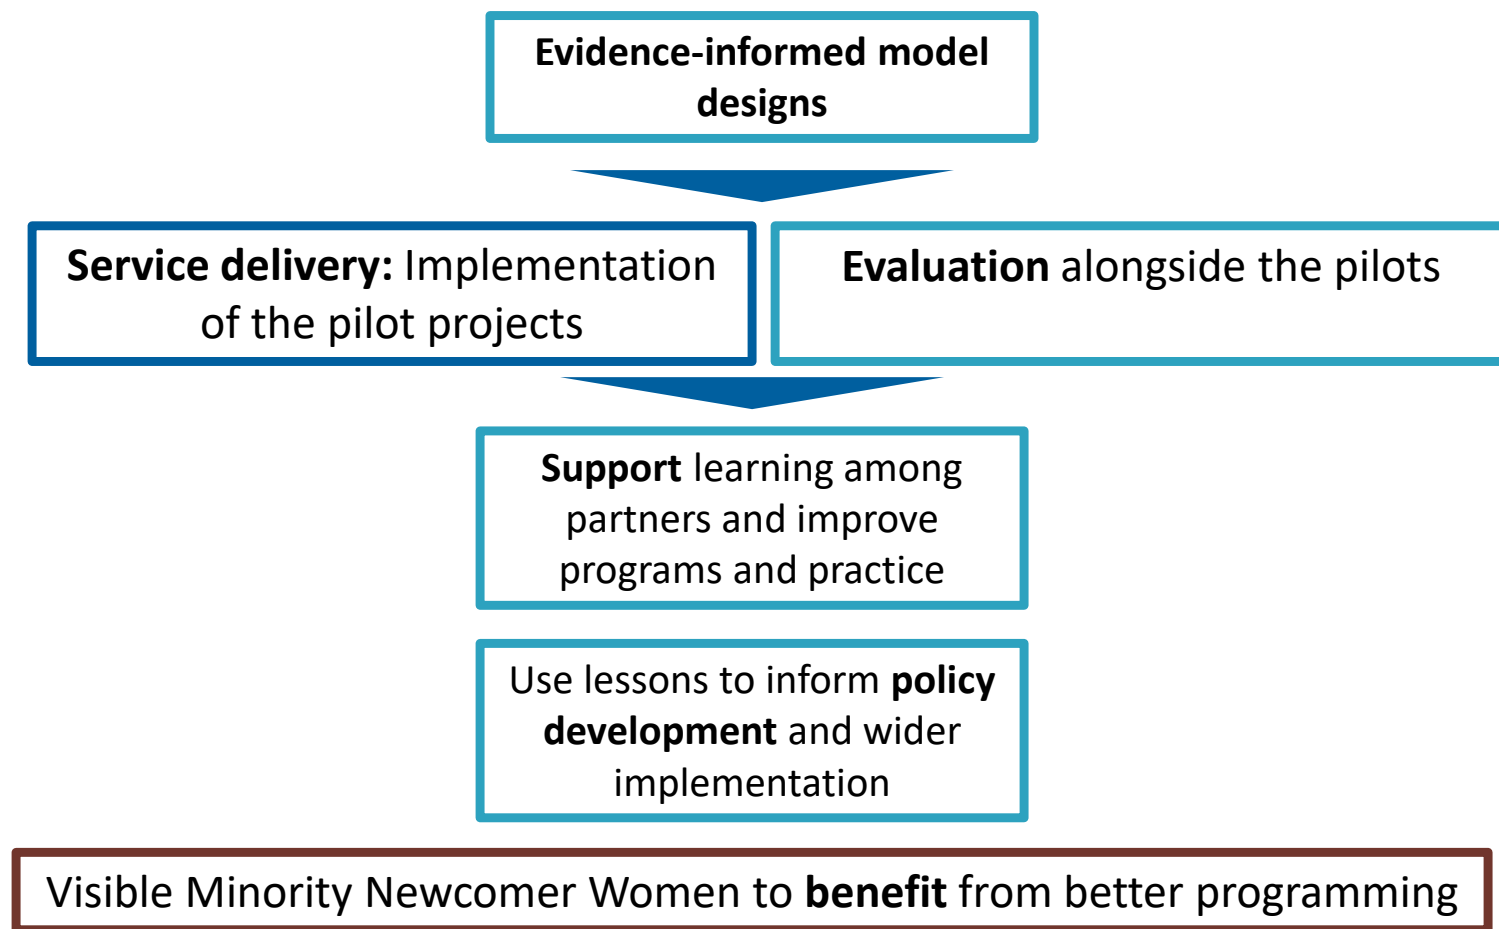 Evidence-informed model
designs
Service delivery: Implementation
of the pilot projects
Evaluation alongside the pilots
Support learning among
partners and improve
programs and practice
Use lessons to inform policy
development and wider
implementation
Visible Minority Newcomer Women to benefit from better programming